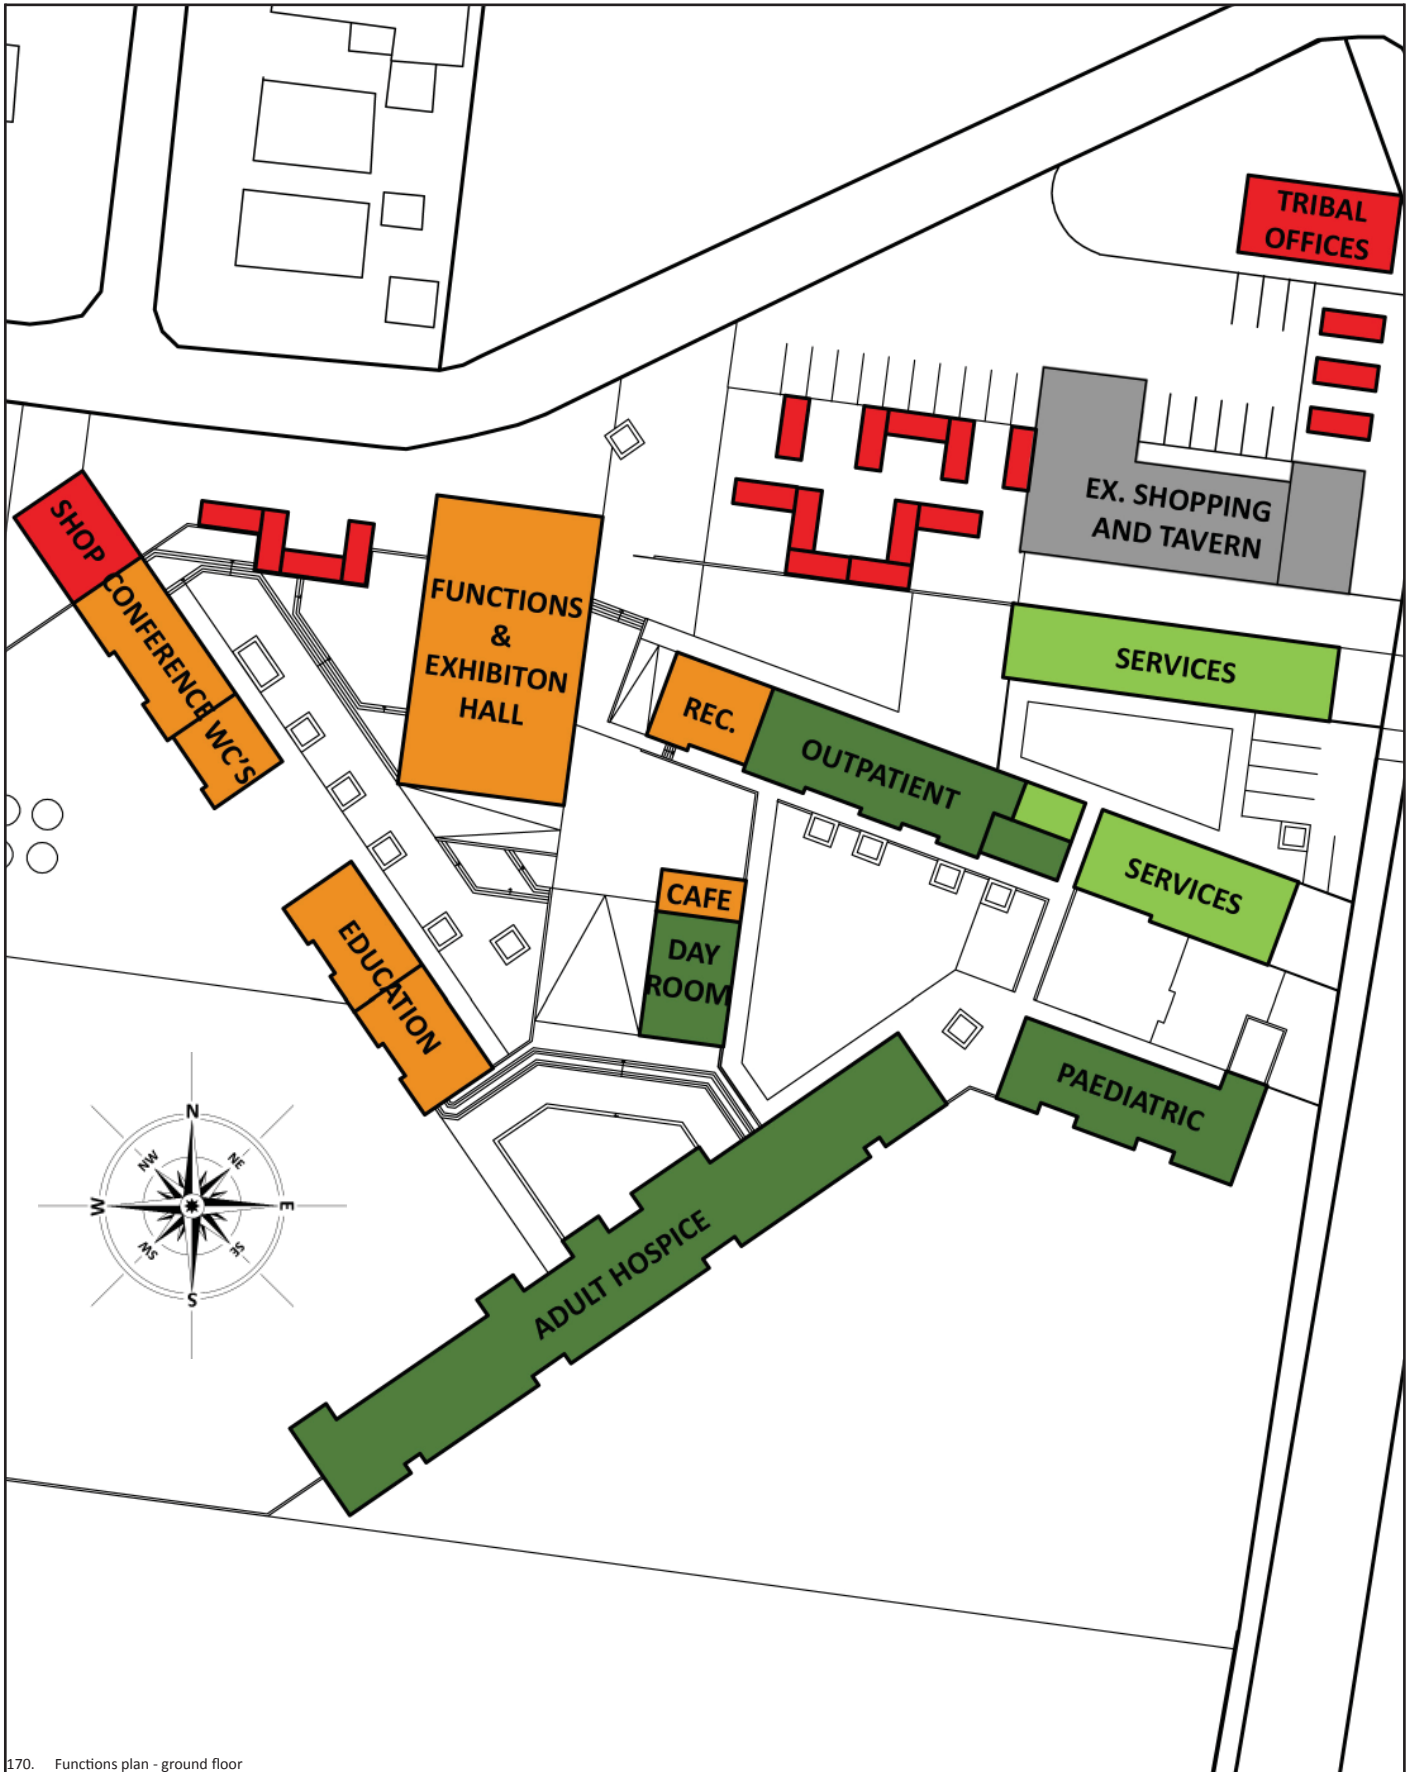 TRIBAL
OFFICES
EX. SHOPPING
AND TAVERN
SHOP
CONFERENCE
WC'S
FUNCTIONS
&
EXHIBITON
HALL
SERVICES
REC.
OUTPATIENT
SERVICES
CAFE
DAY
ROOM
EDUCATION
PAEDIATRIC
ADULT HOSPICE
N
NW
NE
W
E
SW
SE
S
170. Functions plan - ground floor